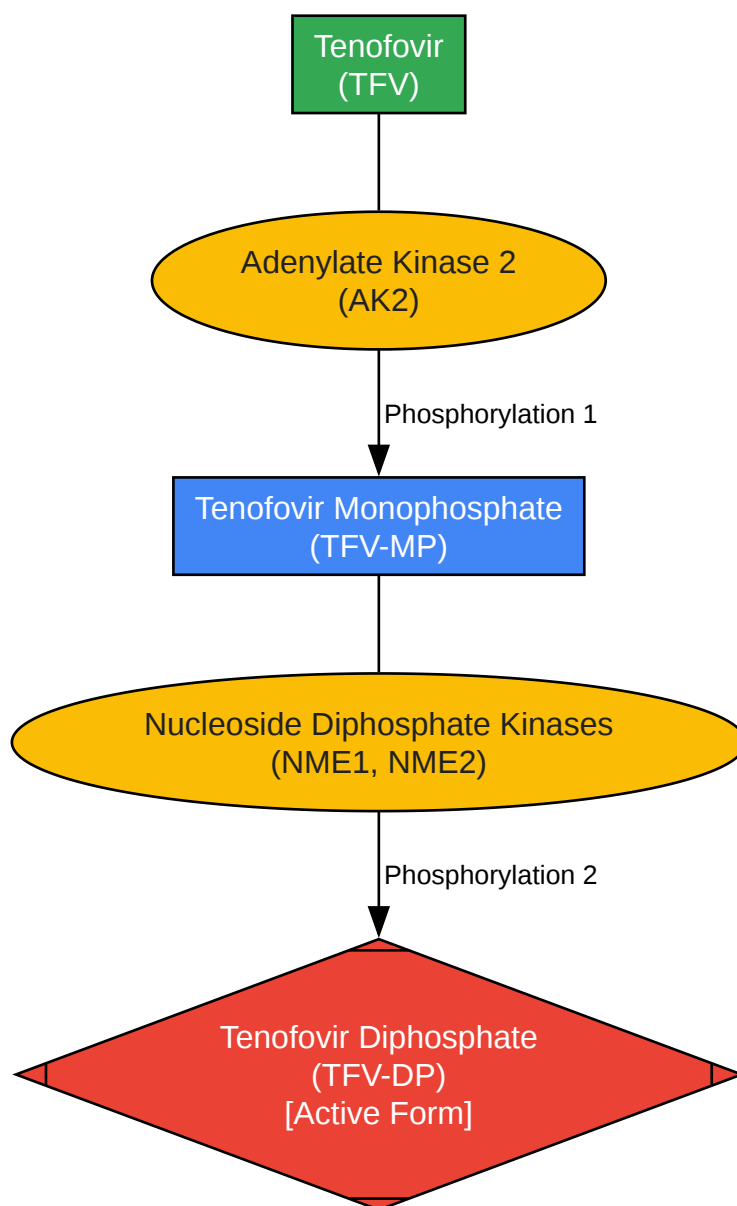 Tenofovir
(TFV)
Adenylate Kinase 2
(AK2)
Phosphorylation 1
Tenofovir Monophosphate
(TFV-MP)
Nucleoside Diphosphate Kinases
(NME1, NME2)
Phosphorylation 2
Tenofovir Diphosphate
(TFV-DP)
[Active Form]